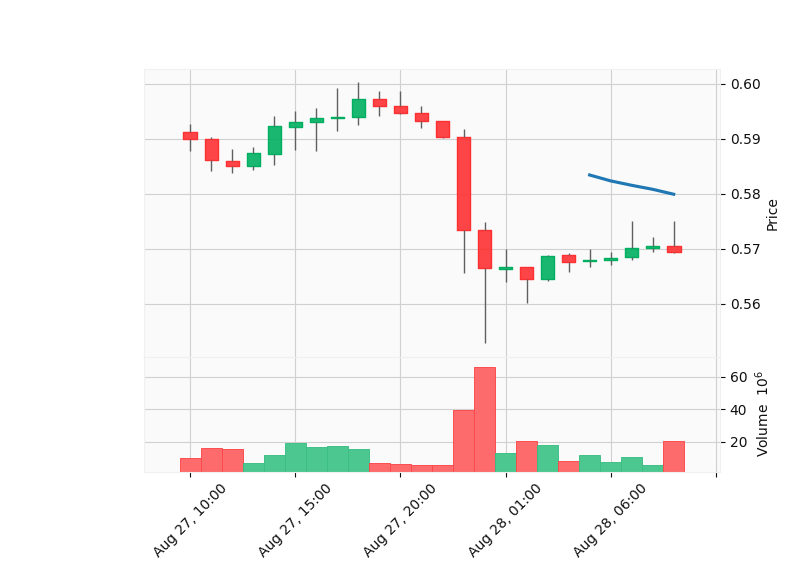 0.60
0.59
0.58
0.57
0.56
Price
60
40
20
Volume 10^6
Aug 27, 10:00
Aug 27, 15:00
Aug 27, 20:00
Aug 28, 01:00
Aug 28, 06:00